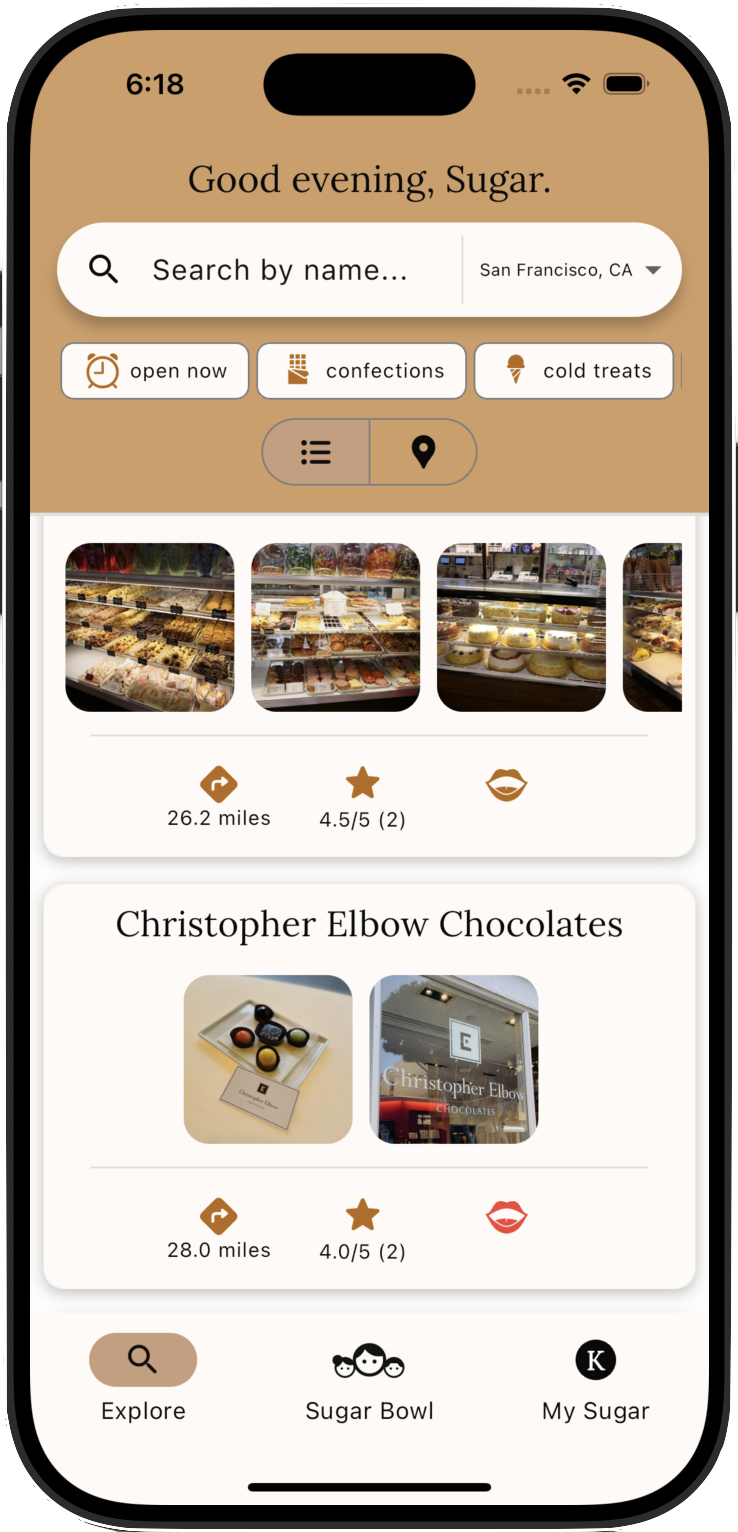 6:18
Good evening, Sugar.
Search by name...
San Francisco, CA
open now
confections
cold treats
26.2 miles
4.5/5 (2)
Christopher Elbow Chocolates
E
Christopher Elbow
E
Christopher Elbow
CHOCOLATES
28.0 miles
4.0/5 (2)
Explore
Sugar Bowl
K
My Sugar